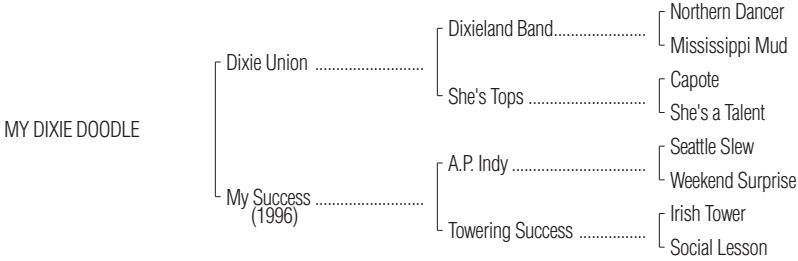 Northern Dancer
Dixieland Band......................
Mississippi Mud
Dixie Union ..........................
Capote
She's Tops ............................
She's a Talent
MY DIXIE DOODLE
Seattle Slew
A.P. Indy ................................
Weekend Surprise
My Success ..........................
(1996)
Irish Tower
Towering Success ................
Social Lesson